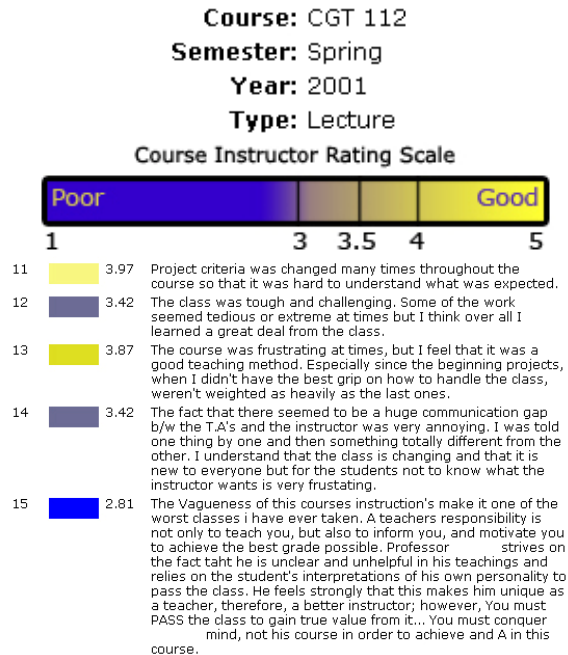 Course: CGT 112
Semester: Spring
Year: 2001
Type: Lecture
Course Instructor Rating Scale
Poor Good
1 3 3.5 4 5
11 3.97 Project criteria was changed many times throughout the
course so that it was hard to understand what was expected.
12 3.42 The class was tough and challenging. Some of the work
seemed tedious or extreme at times but I think over all I
learned a great deal from the class.
13 3.87 The course was frustrating at times, but I feel that it was a
good teaching method. Especially since the beginning projects,
when I didn't have the best grip on how to handle the class,
weren't weighted as heavily as the last ones.
14 3.42 The fact that there seemed to be a huge communication gap
b/w the T.A's and the instructor was very annoying. I was told
one thing by one and then something totally different from the
other. I understand that the class is changing and that it is
new to everyone but for the students not to know what the
instructor wants is very frustating.
15 2.81 The Vagueness of this courses instruction's make it one of the
worst classes i have ever taken. A teachers responsibility is
not only to teach you, but also to inform you, and motivate you
to achieve the best grade possible. Professor strives on
the fact taht he is unclear and unhelpful in his teachings and
relies on the student's interpretations of his own personality to
pass the class. He feels strongly that this makes him unique as
a teacher, therefore, a better instructor; however, You must
PASS the class to gain true value from it... You must conquer
mind, not his course in order to achieve and A in this
course.